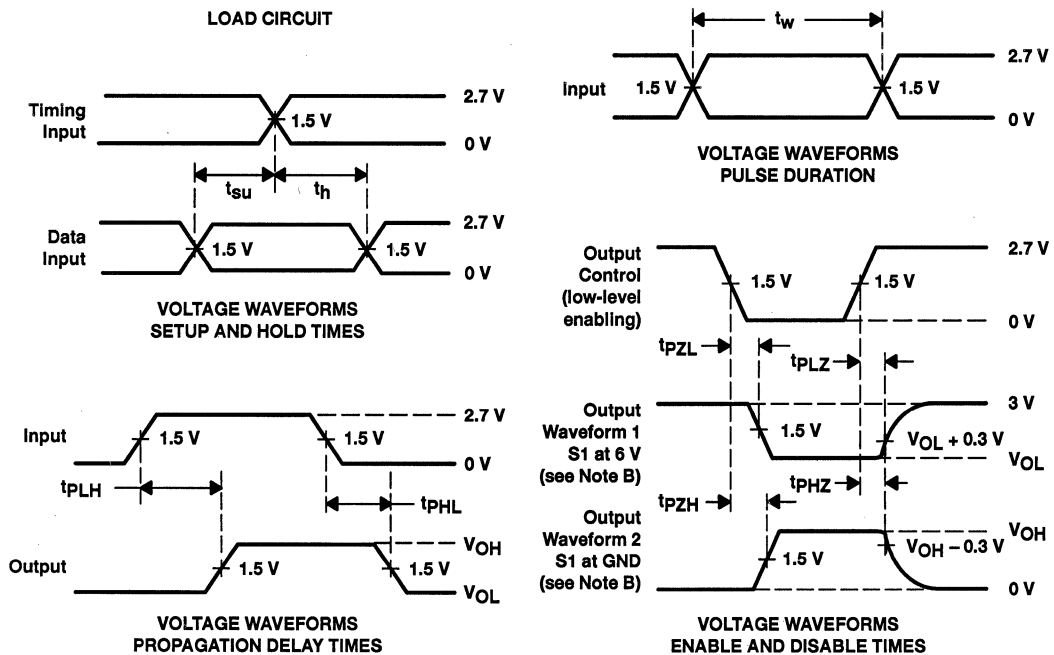 LOAD CIRCUIT
Timing
Input
2.7 V
1.5 V
0 V
tsu
th
Data
Input
2.7 V
1.5 V
1.5 V
0 V
VOLTAGE WAVEFORMS
SETUP AND HOLD TIMES
tw
Input
2.7 V
1.5 V
1.5 V
0 V
VOLTAGE WAVEFORMS
PULSE DURATION
Input
2.7 V
1.5 V
1.5 V
0 V
tPLH
tPHL
Output
VOH
1.5 V
1.5 V
VOL
VOLTAGE WAVEFORMS
PROPAGATION DELAY TIMES
Output
Control
(low-level
enabling)
2.7 V
1.5 V
1.5 V
0 V
tPZL
tPLZ
Output
Waveform 1
S1 at 6 V
(see Note B)
3 V
1.5 V
VOL + 0.3 V
VOL
tPZH
tPHZ
Output
Waveform 2
S1 at GND
(see Note B)
VOH
1.5 V
VOH – 0.3 V
0 V
VOLTAGE WAVEFORMS
ENABLE AND DISABLE TIMES